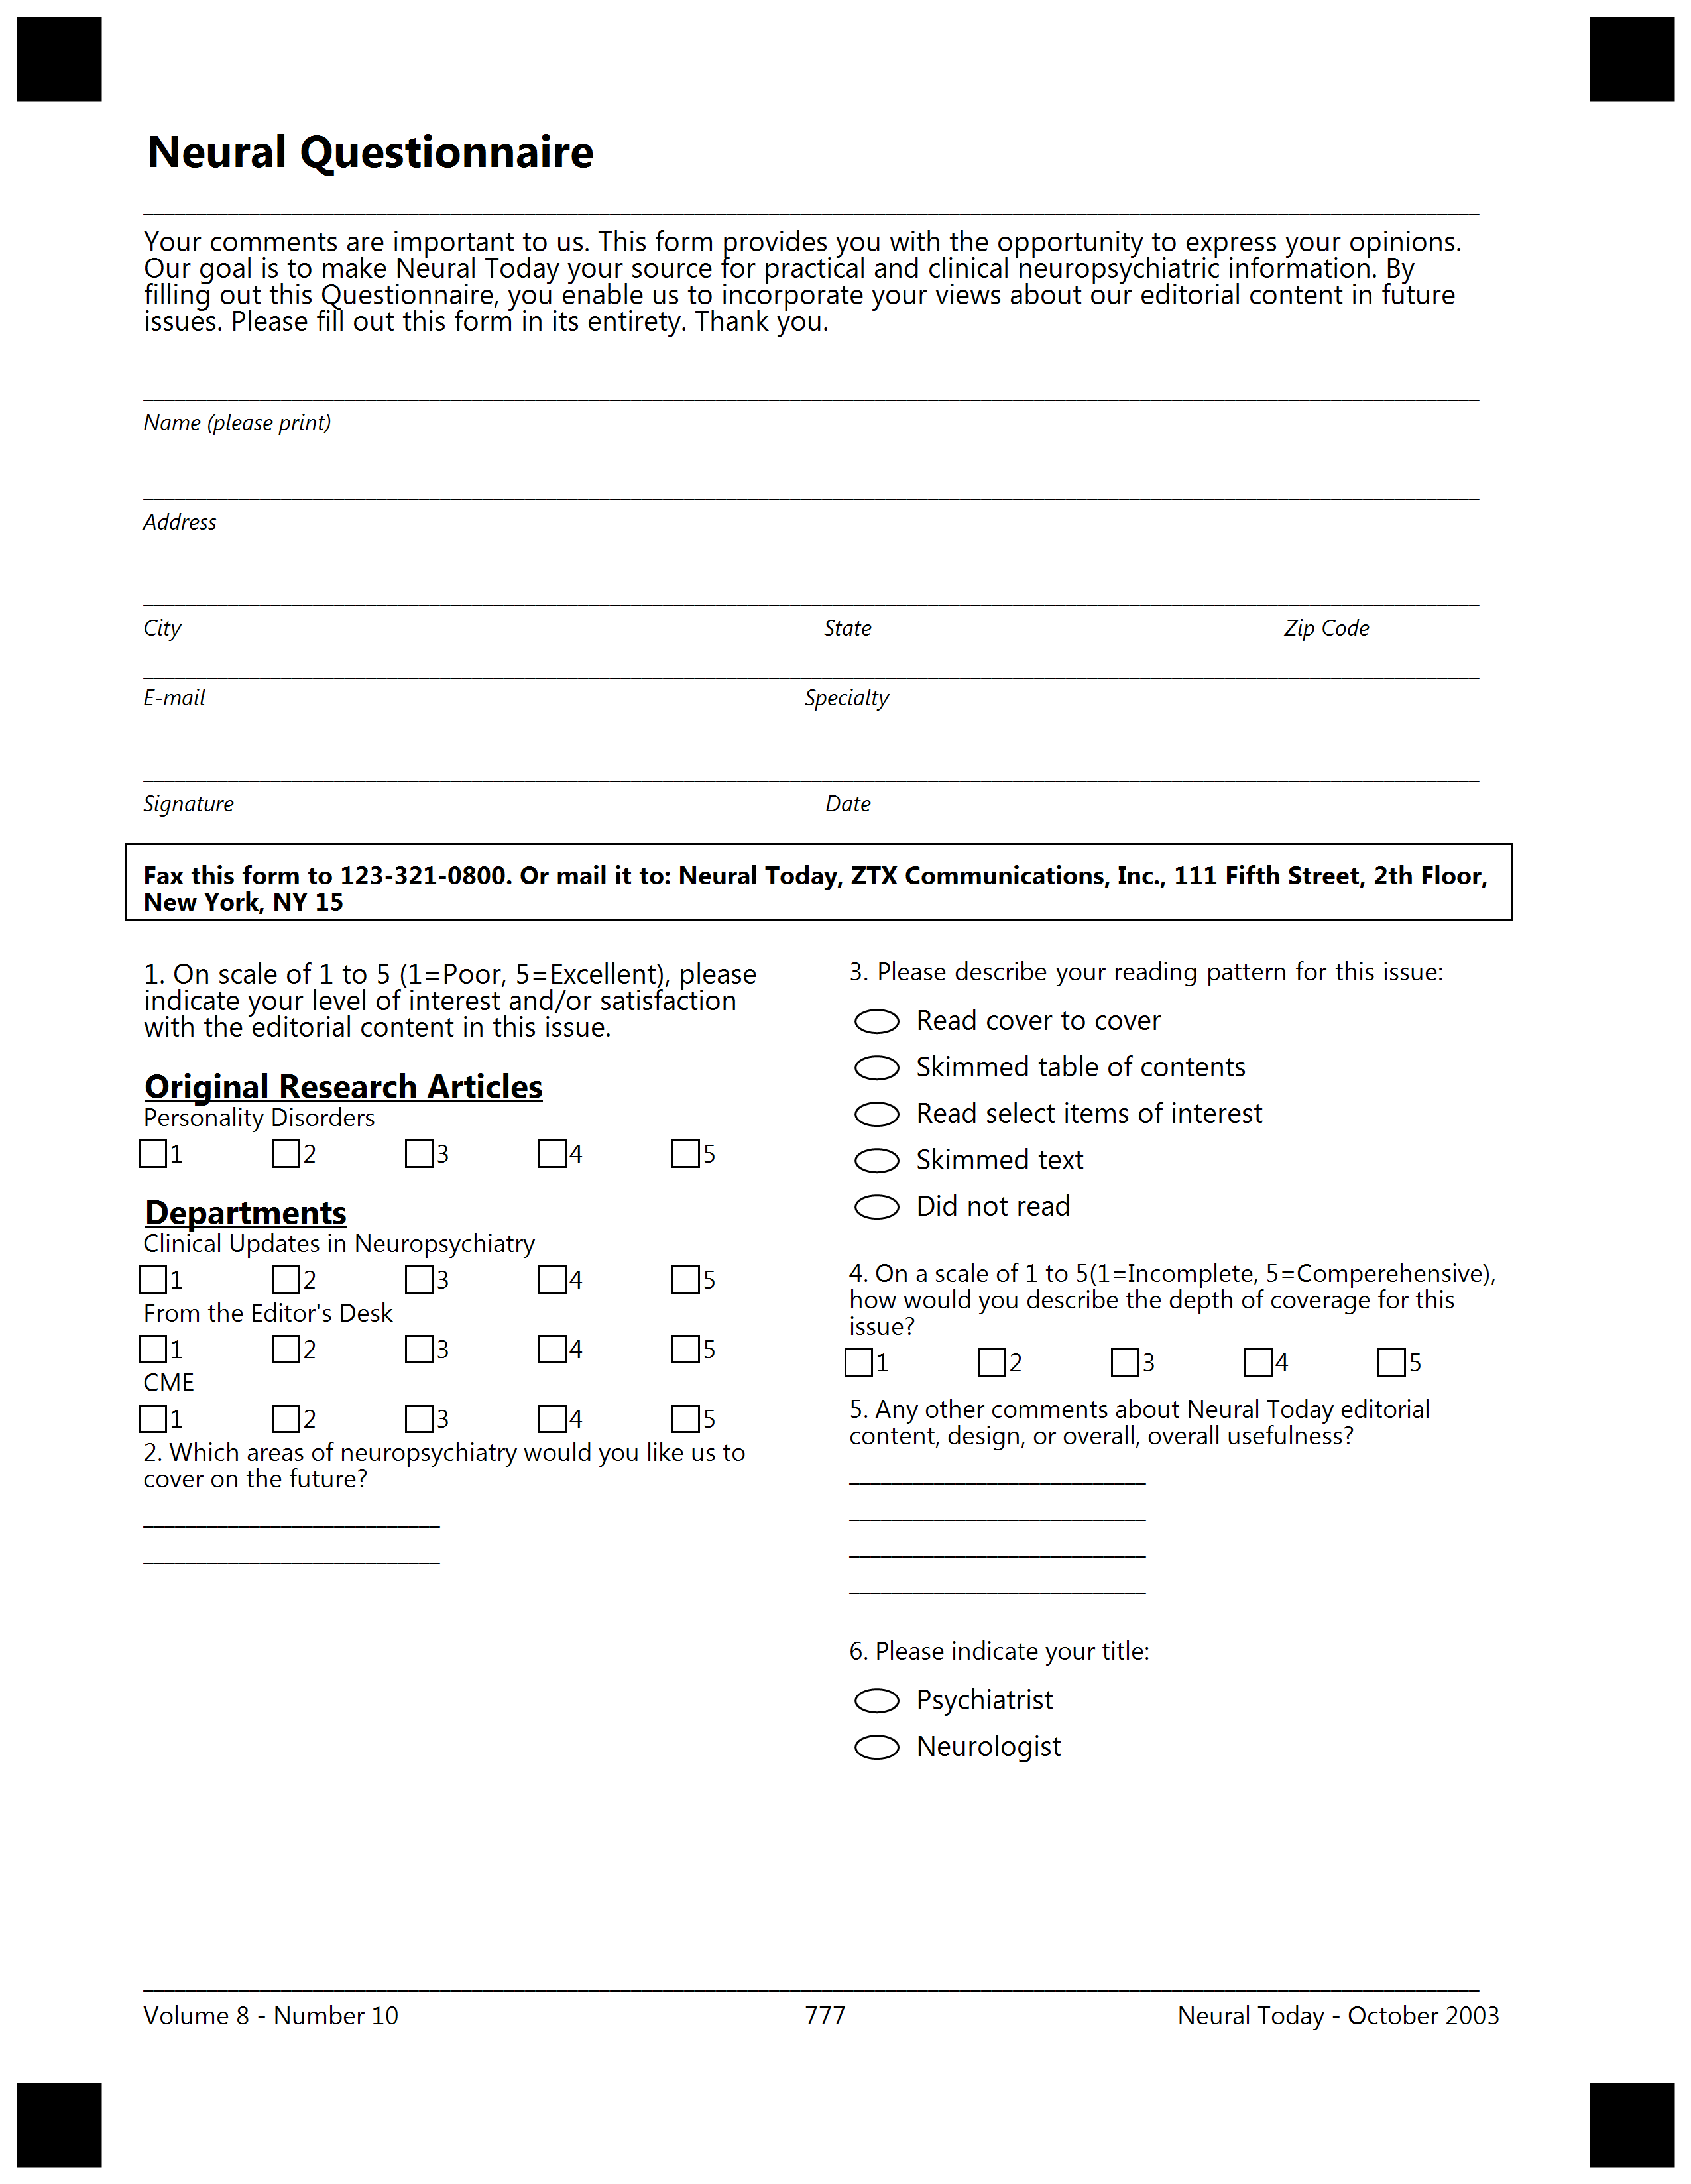 Neural Questionnaire
Your comments are important to us. This form provides you with the opportunity to express your opinions.
Our goal is to make Neural Today your source for practical and clinical neuropsychiatric information. By
filling out this Questionnaire, you enable us to incorporate your views about our editorial content in future
issues. Please fill out this form in its entirety. Thank you.
Name (please print)
Address
City State Zip Code
E-mail Specialty
Signature Date
Fax this form to 123-321-0800. Or mail it to: Neural Today, ZTX Communications, Inc., 111 Fifth Street, 2th Floor,
New York, NY 15
1. On scale of 1 to 5 (1=Poor, 5=Excellent), please
indicate your level of interest and/or satisfaction
with the editorial content in this issue.
Original Research Articles
Personality Disorders
1 2 3 4 5
Departments
Clinical Updates in Neuropsychiatry
1 2 3 4 5
From the Editor's Desk
1 2 3 4 5
CME
1 2 3 4 5
2. Which areas of neuropsychiatry would you like us to
cover on the future?
3. Please describe your reading pattern for this issue:
Read cover to cover
Skimmed table of contents
Read select items of interest
Skimmed text
Did not read
4. On a scale of 1 to 5(1=Incomplete, 5=Comperehensive),
how would you describe the depth of coverage for this
issue?
1 2 3 4 5
5. Any other comments about Neural Today editorial
content, design, or overall, overall usefulness?
6. Please indicate your title:
Psychiatrist
Neurologist
Volume 8 - Number 10 777 Neural Today - October 2003